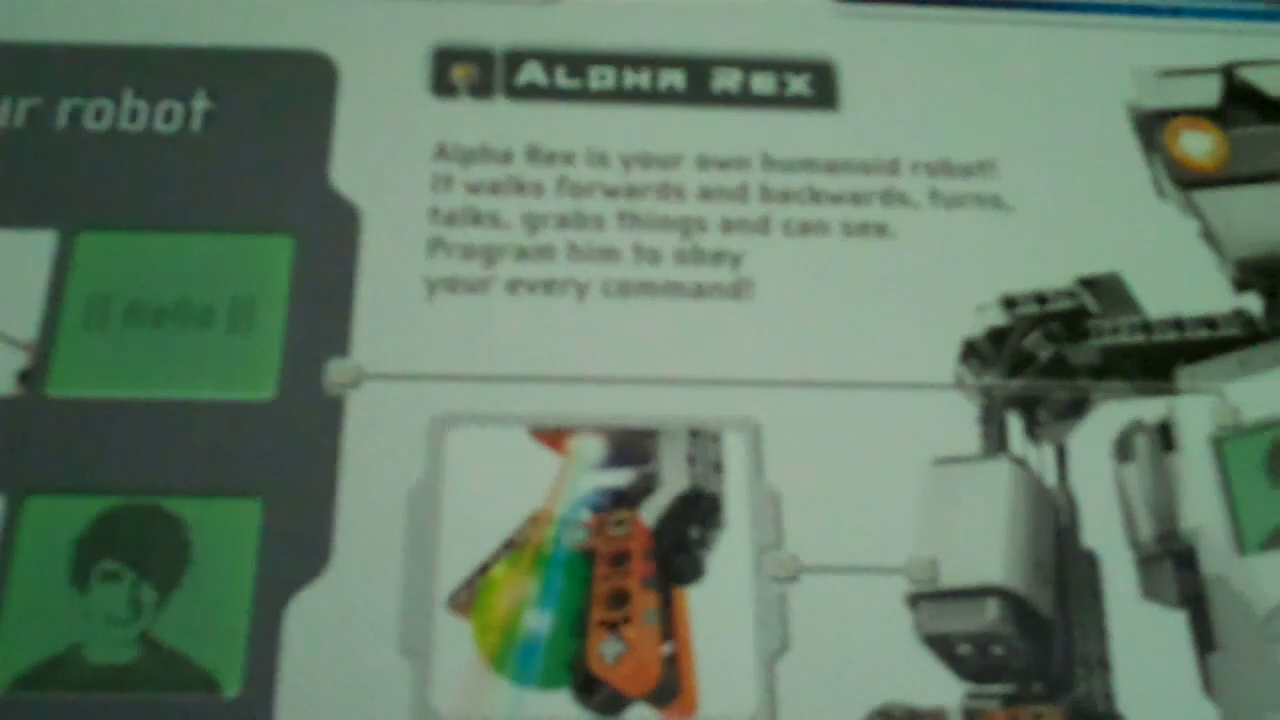 ur robot
ALPHA REX
Alpha Rex is your own humanoid robot!
It walks forwards and backwards, turns,
talks, grabs things and can see.
Program him to obey
your every command!
[[ Hello ]]